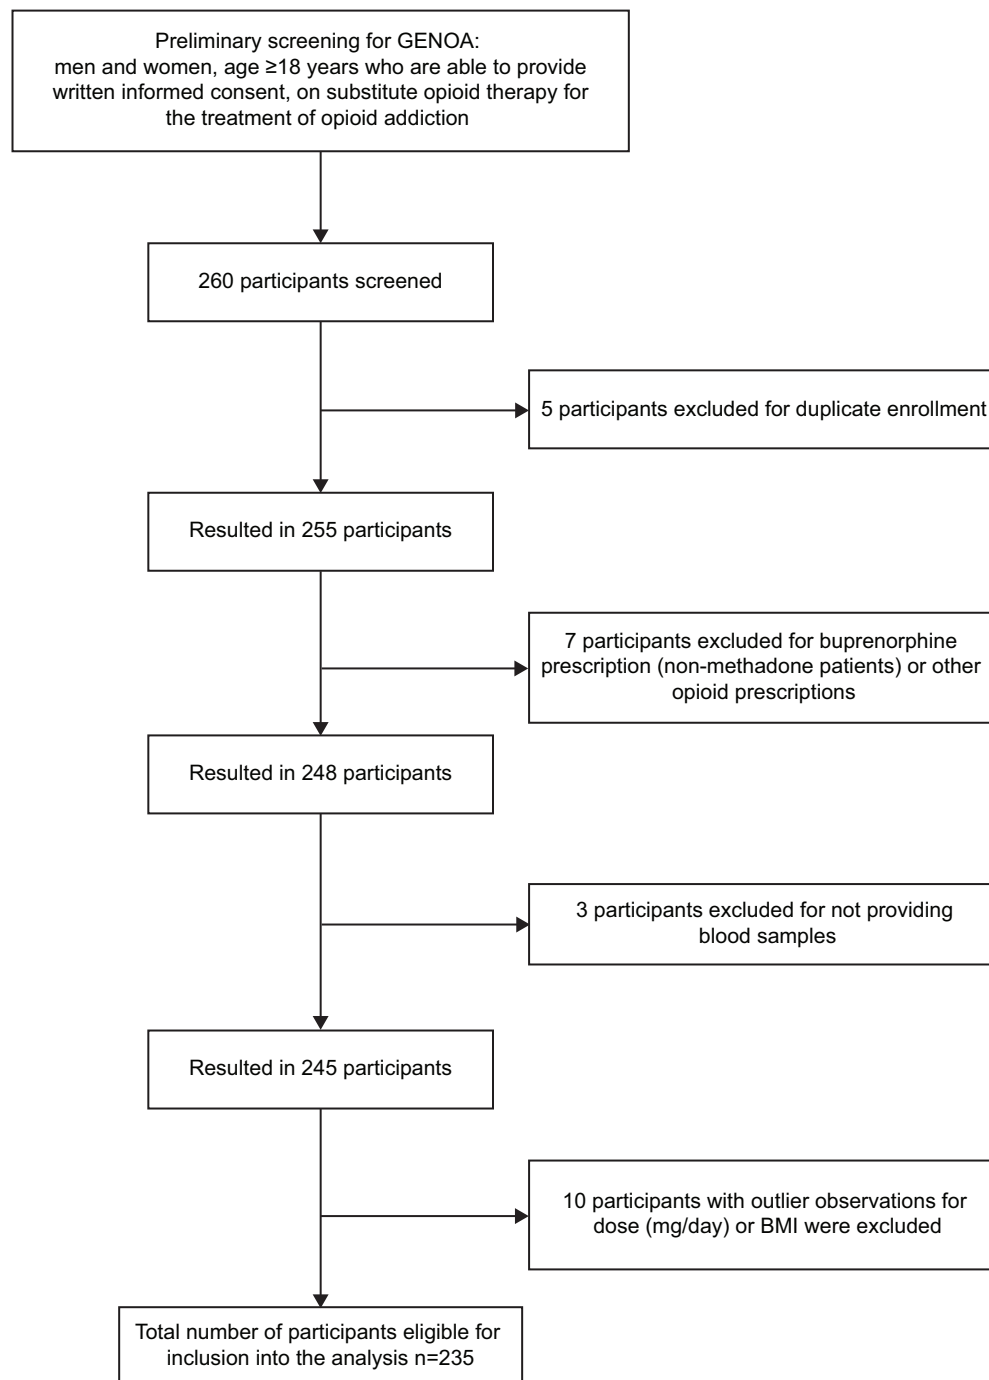 Preliminary screening for GENOA:
men and women, age ≥18 years who are able to provide
written informed consent, on substitute opioid therapy for
the treatment of opioid addiction
260 participants screened
5 participants excluded for duplicate enrollment
Resulted in 255 participants
7 participants excluded for buprenorphine
prescription (non-methadone patients) or other
opioid prescriptions
Resulted in 248 participants
3 participants excluded for not providing
blood samples
Resulted in 245 participants
10 participants with outlier observations for
dose (mg/day) or BMI were excluded
Total number of participants eligible for
inclusion into the analysis n=235